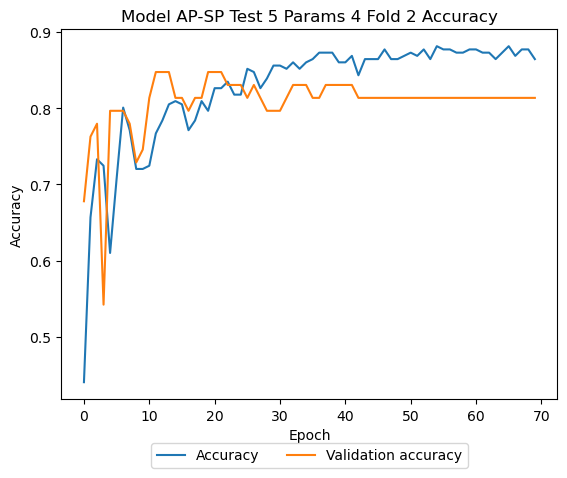 Model AP-SP Test 5 Params 4 Fold 2 Accuracy
0.9
0.8
0.7
0.6
0.5
Accuracy
0 10 20 30 40 50 60 70
Epoch
Accuracy Validation accuracy